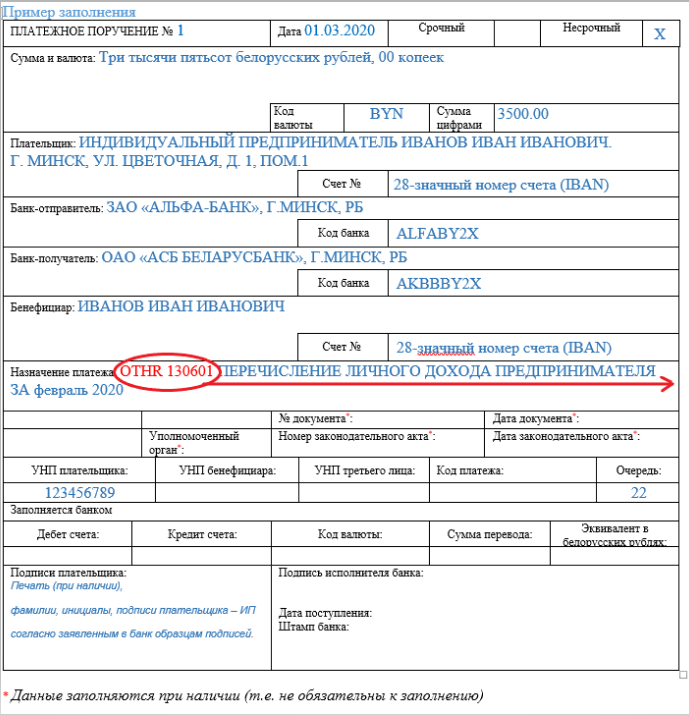 Пример заполнения
ПЛАТЕЖНОЕ ПОРУЧЕНИЕ № 1 Дата 01.03.2020 Срочный Несрочный X
Сумма и валюта: Три тысячи пятьсот белорусских рублей, 00 копеек
Код валюты BYN Сумма цифрами 3500.00
Плательщик: ИНДИВИДУАЛЬНЫЙ ПРЕДПРИНИМАТЕЛЬ ИВАНОВ ИВАН ИВАНОВИЧ.
Г. МИНСК, УЛ. ЦВЕТОЧНАЯ, Д. 1, ПОМ.1
Счет № 28-значный номер счета (IBAN)
Банк-отправитель: ЗАО «АЛЬФА-БАНК», Г.МИНСК, РБ
Код банка ALFABY2X
Банк-получатель: ОАО «АСБ БЕЛАРУСБАНК», Г.МИНСК, РБ
Код банка AKBBBY2X
Бенефициар: ИВАНОВ ИВАН ИВАНОВИЧ
Счет № 28-значный номер счета (IBAN)
Назначение платежа: OTHR 130601 ПЕРЕЧИСЛЕНИЕ ЛИЧНОГО ДОХОДА ПРЕДПРИНИМАТЕЛЯ
ЗА февраль 2020
№ документа*: Дата документа*:
Уполномоченный орган*: Номер законодательного акта*: Дата законодательного акта*:
УНП плательщика: УНП бенефициара: УНП третьего лица: Код платежа: Очередь:
123456789 22
Заполняется банком
Дебет счета: Кредит счета: Код валюты: Сумма перевода: Эквивалент в белорусских рублях:
Подписи плательщика: Подпись исполнителя банка:
Печать (при наличии),
фамилии, инициалы, подписи плательщика – ИП
Дата поступления:
Штамп банка:
согласно заявленным в банк образцам подписей.
* Данные заполняются при наличии (т.е. не обязательны к заполнению)